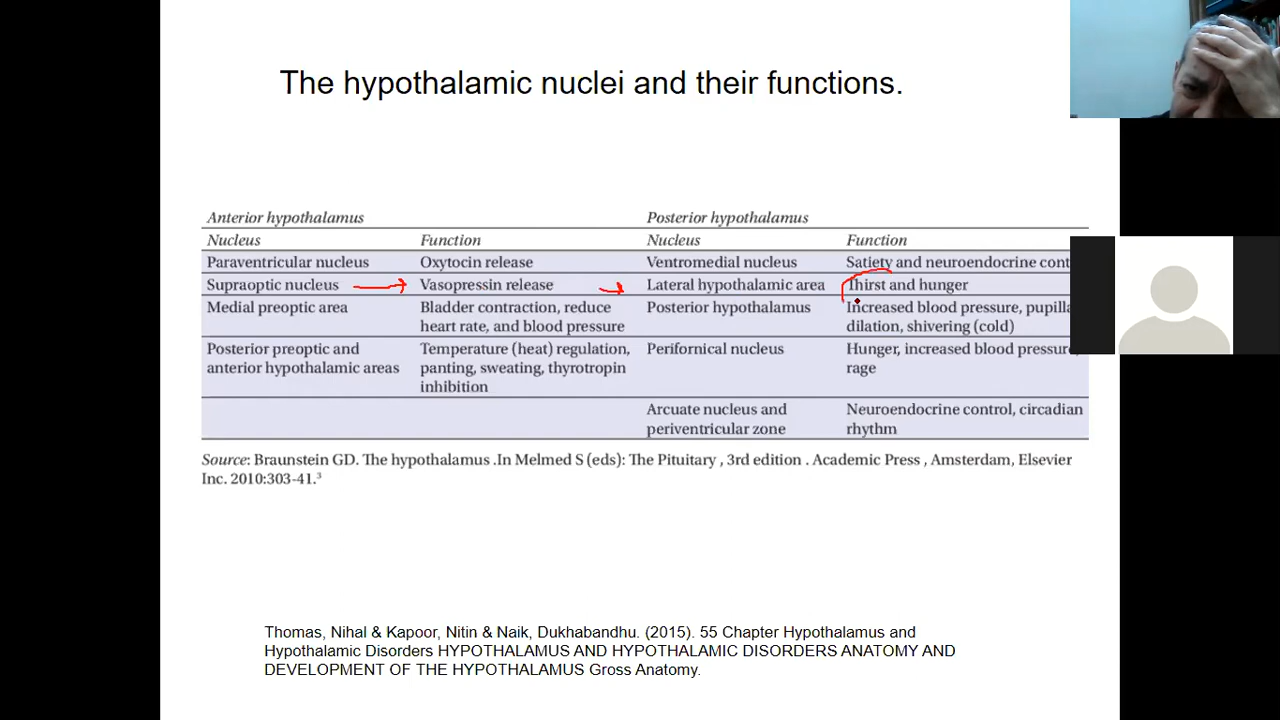 The hypothalamic nuclei and their functions.
Anterior hypothalamus Posterior hypothalamus
Nucleus Function Nucleus Function
Paraventricular nucleus Oxytocin release Ventromedial nucleus Satiety and neuroendocrine cont
Supraoptic nucleus Vasopressin release Lateral hypothalamic area Thirst and hunger
Medial preoptic area Bladder contraction, reduce Posterior hypothalamus Increased blood pressure, pupilla
heart rate, and blood pressure dilation, shivering (cold)
Posterior preoptic and Temperature (heat) regulation, Perifornical nucleus Hunger, increased blood pressure,
anterior hypothalamic areas panting, sweating, thyrotropin rage
inhibition
Arcuate nucleus and Neuroendocrine control, circadian
periventricular zone rhythm
Source: Braunstein GD. The hypothalamus .In Melmed S (eds): The Pituitary , 3rd edition . Academic Press , Amsterdam, Elsevier
Inc. 2010:303-41.³
Thomas, Nihal & Kapoor, Nitin & Naik, Dukhabandhu. (2015). 55 Chapter Hypothalamus and
Hypothalamic Disorders HYPOTHALAMUS AND HYPOTHALAMIC DISORDERS ANATOMY AND
DEVELOPMENT OF THE HYPOTHALAMUS Gross Anatomy.